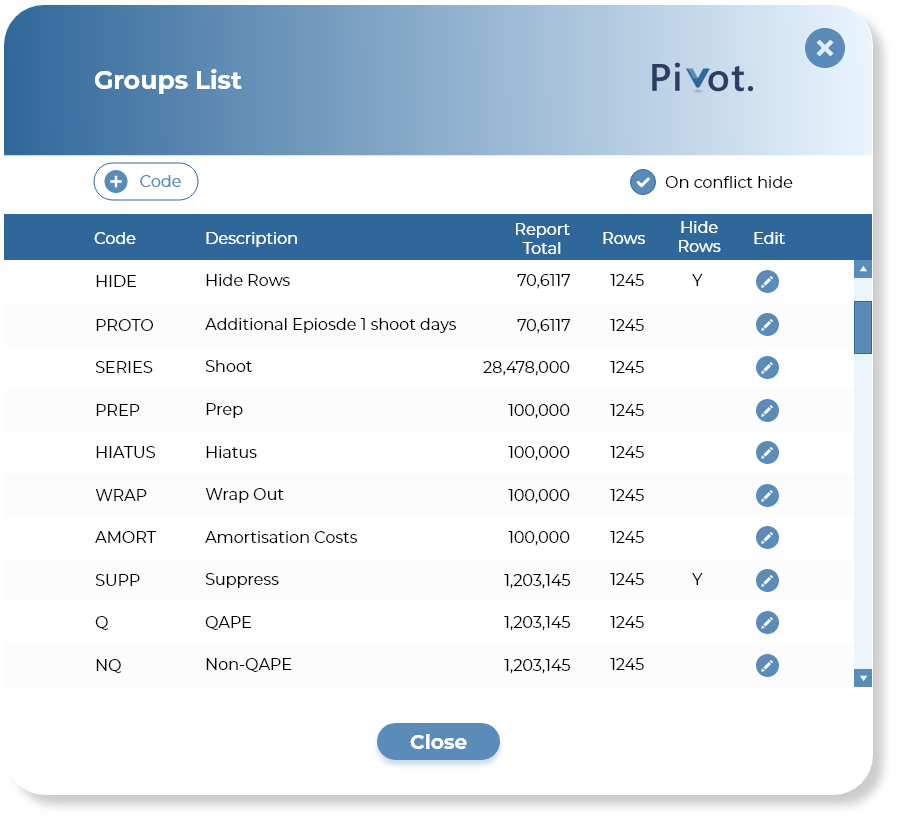 Groups List
Pivot.
Code
On conflict hide
Code Description Report Total Rows Hide Rows Edit
HIDE Hide Rows 70,6117 1245 Y
PROTO Additional Epiosde 1 shoot days 70,6117 1245
SERIES Shoot 28,478,000 1245
PREP Prep 100,000 1245
HIATUS Hiatus 100,000 1245
WRAP Wrap Out 100,000 1245
AMORT Amortisation Costs 100,000 1245
SUPP Suppress 1,203,145 1245 Y
Q QAPE 1,203,145 1245
NQ Non-QAPE 1,203,145 1245
Close